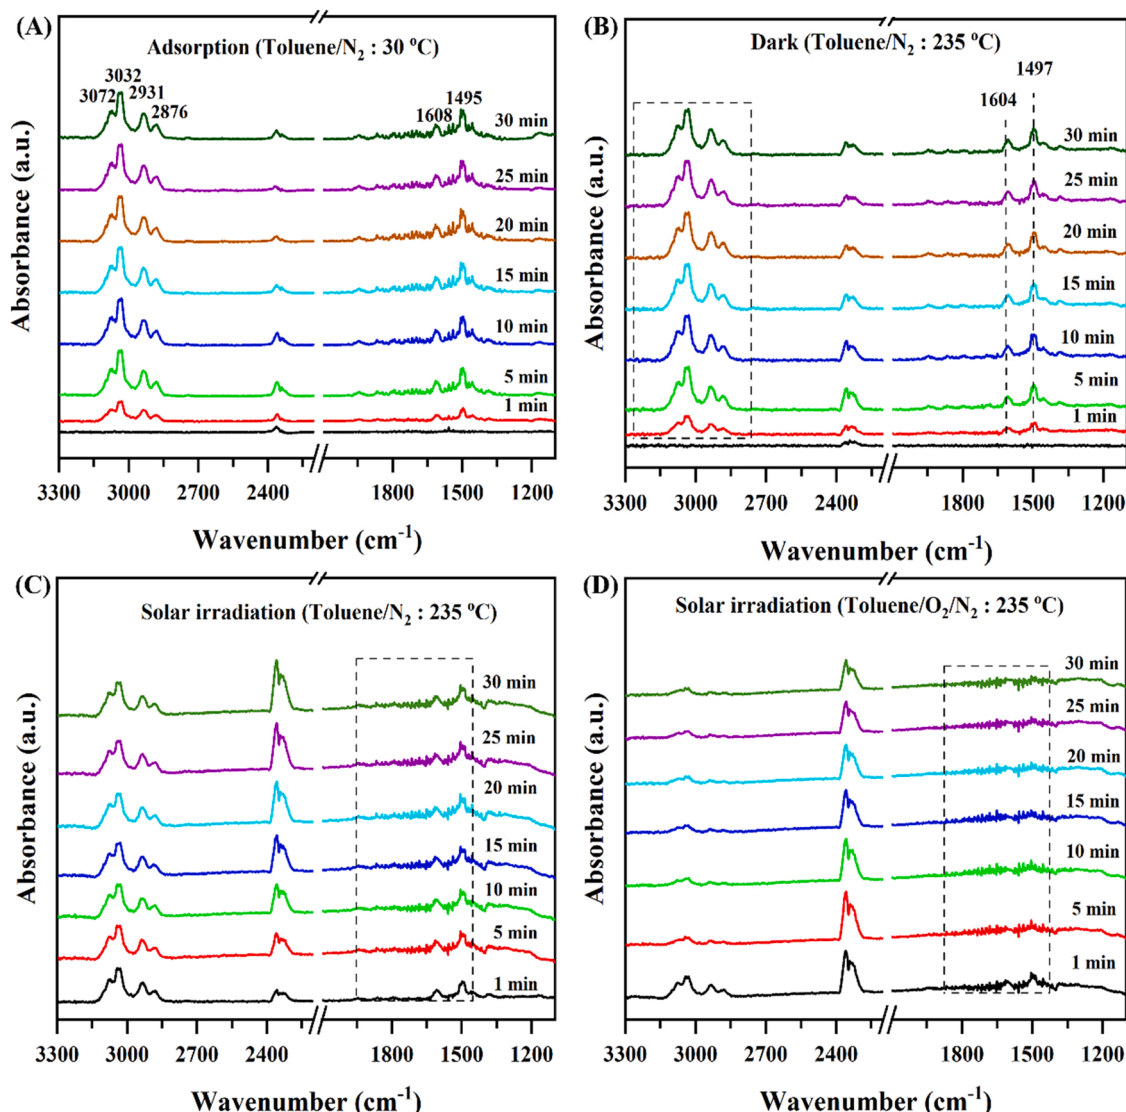 (A)
Adsorption (Toluene/N2 : 30 ºC)
3032
3072 2931
2876
1608
1495
30 min
25 min
20 min
15 min
10 min
5 min
1 min
Absorbance (a.u.)
3300 3000 2700 2400 1800 1500 1200
Wavenumber (cm-1)
(B)
Dark (Toluene/N2 : 235 ºC)
1497
1604
30 min
25 min
20 min
15 min
10 min
5 min
1 min
Absorbance (a.u.)
3300 3000 2700 2400 1800 1500 1200
Wavenumber (cm-1)
(C)
Solar irradiation (Toluene/N2 : 235 ºC)
30 min
25 min
20 min
15 min
10 min
5 min
1 min
Absorbance (a.u.)
3300 3000 2700 2400 1800 1500 1200
Wavenumber (cm-1)
(D)
Solar irradiation (Toluene/O2/N2 : 235 ºC)
30 min
25 min
20 min
15 min
10 min
5 min
1 min
Absorbance (a.u.)
3300 3000 2700 2400 1800 1500 1200
Wavenumber (cm-1)